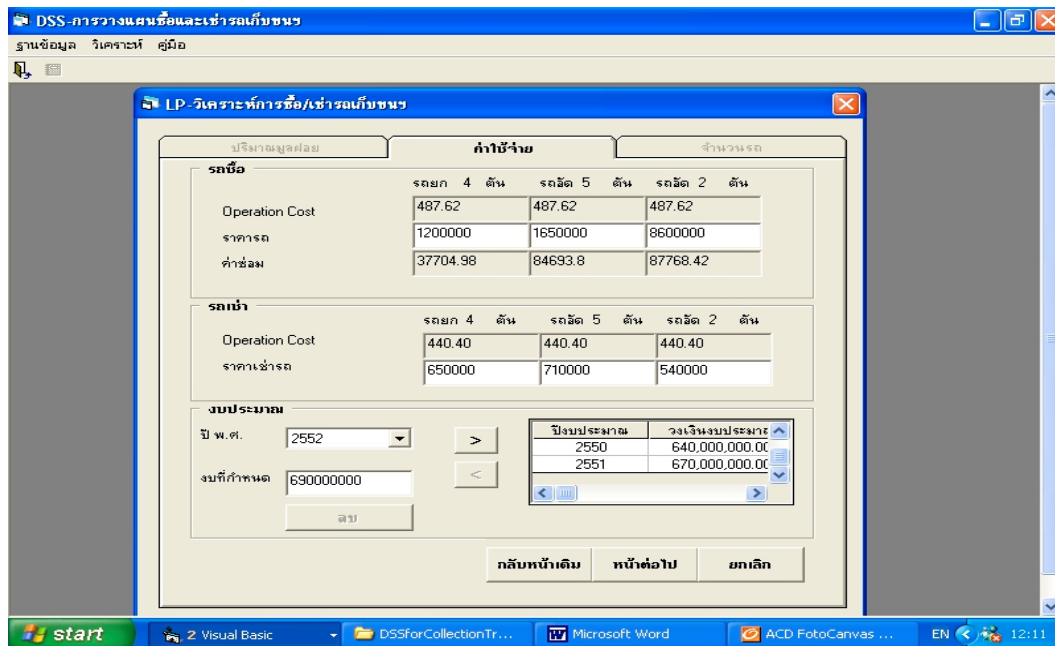 DSS-การวางแผนซื้อและเช่ารถเก็บขนฯ
ฐานข้อมูล วิเคราะห์ คู่มือ
LP-วิเคราะห์การซื้อ/เช่ารถเก็บขนฯ
ปริมาณมูลฝอย ค่าใช้จ่าย จำนวนรถ
รถซื้อ
รถยก 4 ตัน รถอัด 5 ตัน รถอัด 2 ตัน
Operation Cost 487.62 487.62 487.62
ราคารถ 1200000 1650000 8600000
ค่าซ่อม 37704.98 84693.8 87768.42
รถเช่า
รถยก 4 ตัน รถอัด 5 ตัน รถอัด 2 ตัน
Operation Cost 440.40 440.40 440.40
ราคาเช่ารถ 650000 710000 540000
งบประมาณ
ปี พ.ศ. 2552 >
งบที่กำหนด 690000000 <
ลบ
ปีงบประมาณ วงเงินงบประมาณ
2550 640,000,000.00
2551 670,000,000.00
กลับหน้าเดิม หน้าต่อไป ยกเลิก
start 2 Visual Basic DSSforCollectionTr... Microsoft Word ACD FotoCanvas ... EN 12:11